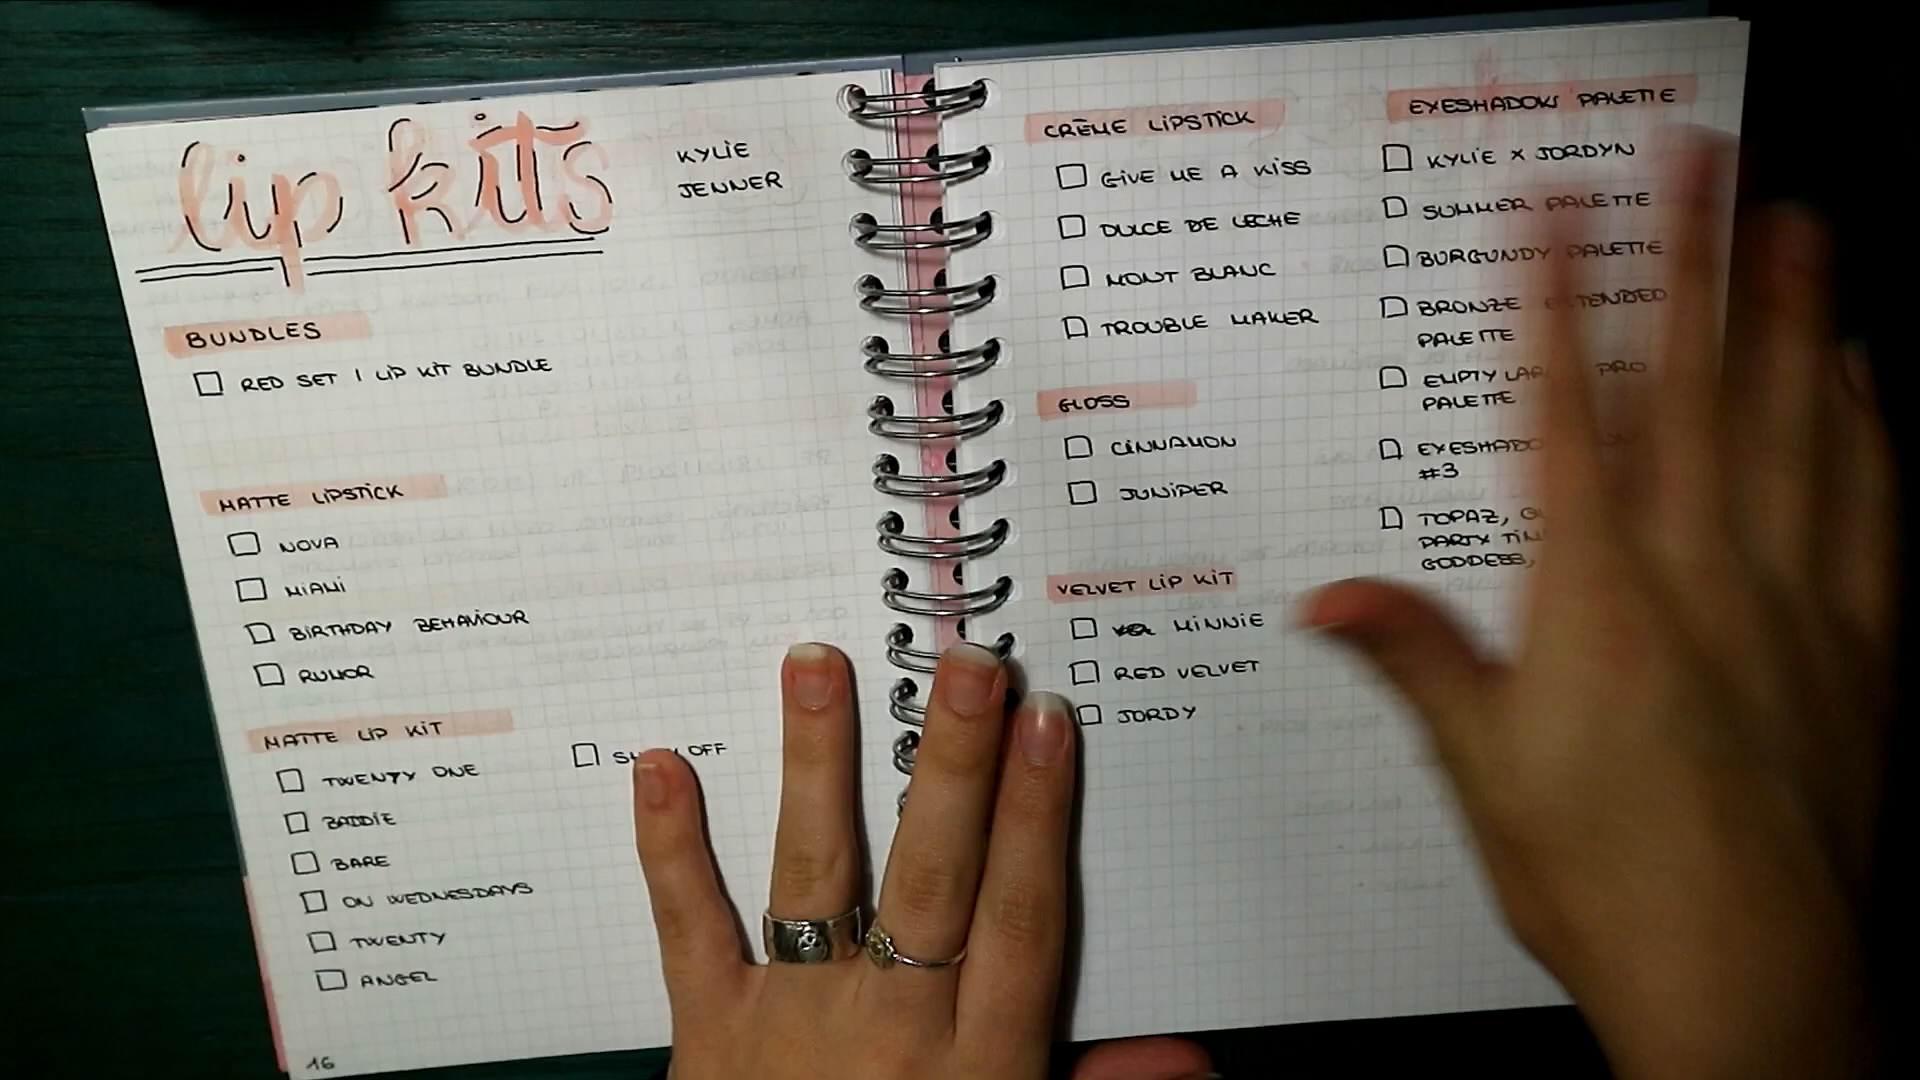 lip kits
KYLIE
JENNER
BUNDLES
RED SET 1 LIP KIT BUNDLE
MATTE LIPSTICK
NOVA
MIAMI
BIRTHDAY BEHAVIOUR
RUMOR
MATTE LIP KIT
TWENTY ONE
BADDIE
BARE
ON WEDNESDAYS
TWENTY
ANGEL
OFF
16
CRÈME LIPSTICK
GIVE ME A KISS
DULCE DE LECHE
MONT BLANC
TROUBLE MAKER
GLOSS
CINNAMON
JUNIPER
VELVET LIP KIT
MINNIE
RED VELVET
JORDY
EYESHADOWS PALETTE
KYLIE X JORDYN
SUMMER PALETTE
BURGUNDY PALETTE
BRONZE
PALETTE
EMPTY PRO
PALETTE
#3
TOPAZ,
PARTY
GODDESS,